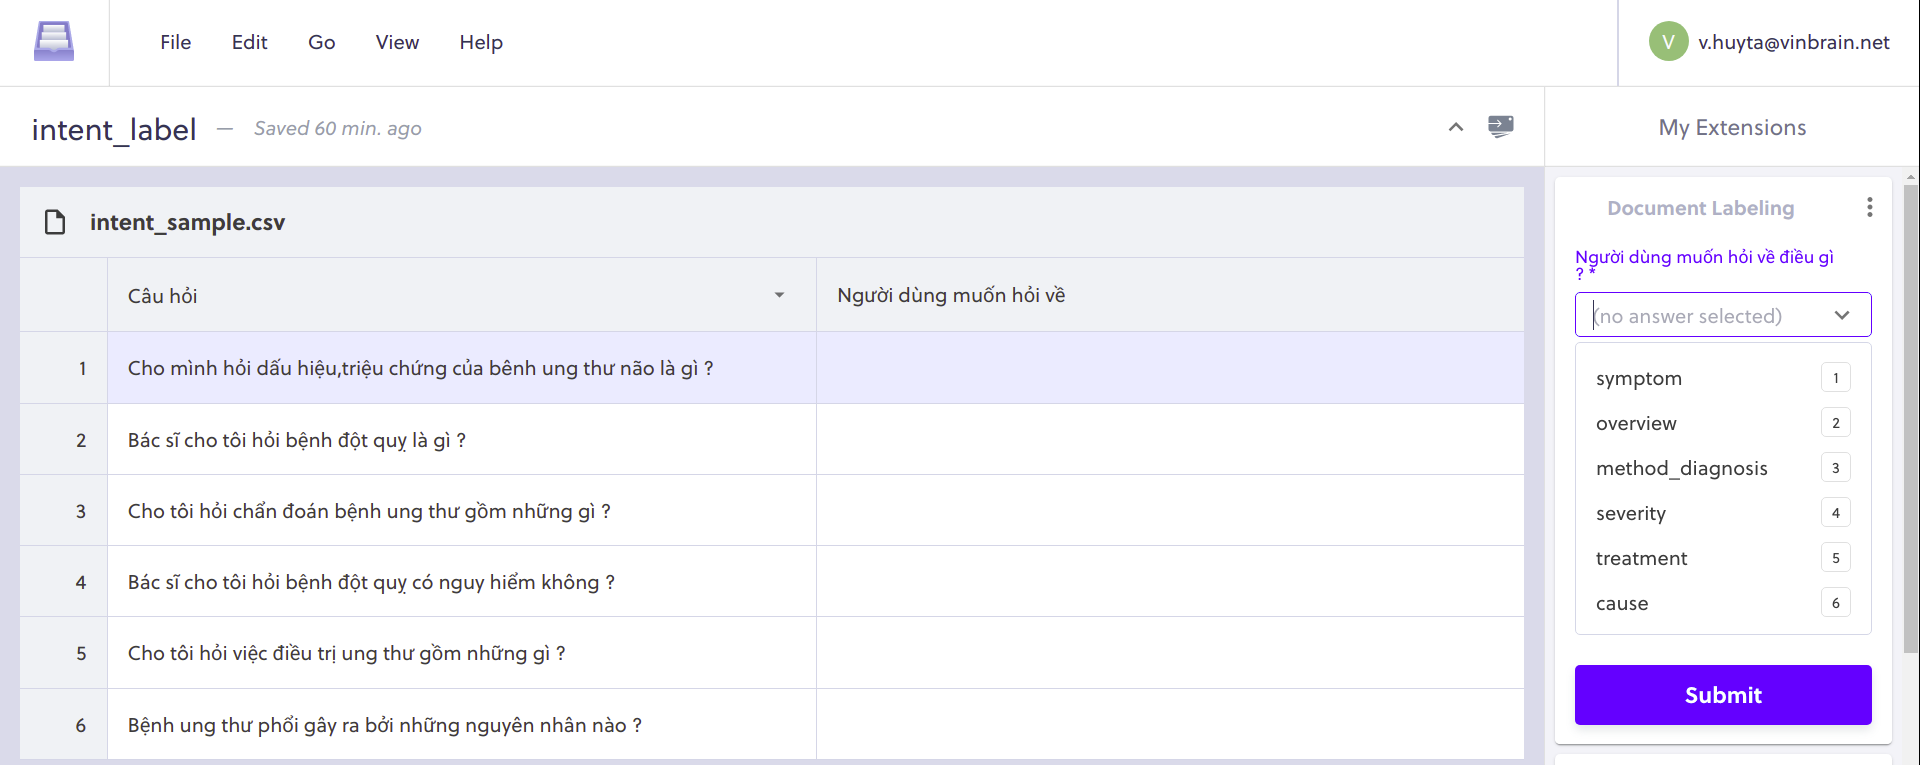 File Edit Go View Help
V v.huyta@vinbrain.net
intent_label — Saved 60 min. ago
My Extensions
intent_sample.csv
Câu hỏi Người dùng muốn hỏi về
1 Cho mình hỏi dấu hiệu,triệu chứng của bênh ung thư não là gì ?
2 Bác sĩ cho tôi hỏi bệnh đột quỵ là gì ?
3 Cho tôi hỏi chẩn đoán bệnh ung thư gồm những gì ?
4 Bác sĩ cho tôi hỏi bệnh đột quỵ có nguy hiểm không ?
5 Cho tôi hỏi việc điều trị ung thư gồm những gì ?
6 Bệnh ung thư phổi gây ra bởi những nguyên nhân nào ?
Document Labeling
Người dùng muốn hỏi về điều gì
? *
(no answer selected)
symptom 1
overview 2
method_diagnosis 3
severity 4
treatment 5
cause 6
Submit